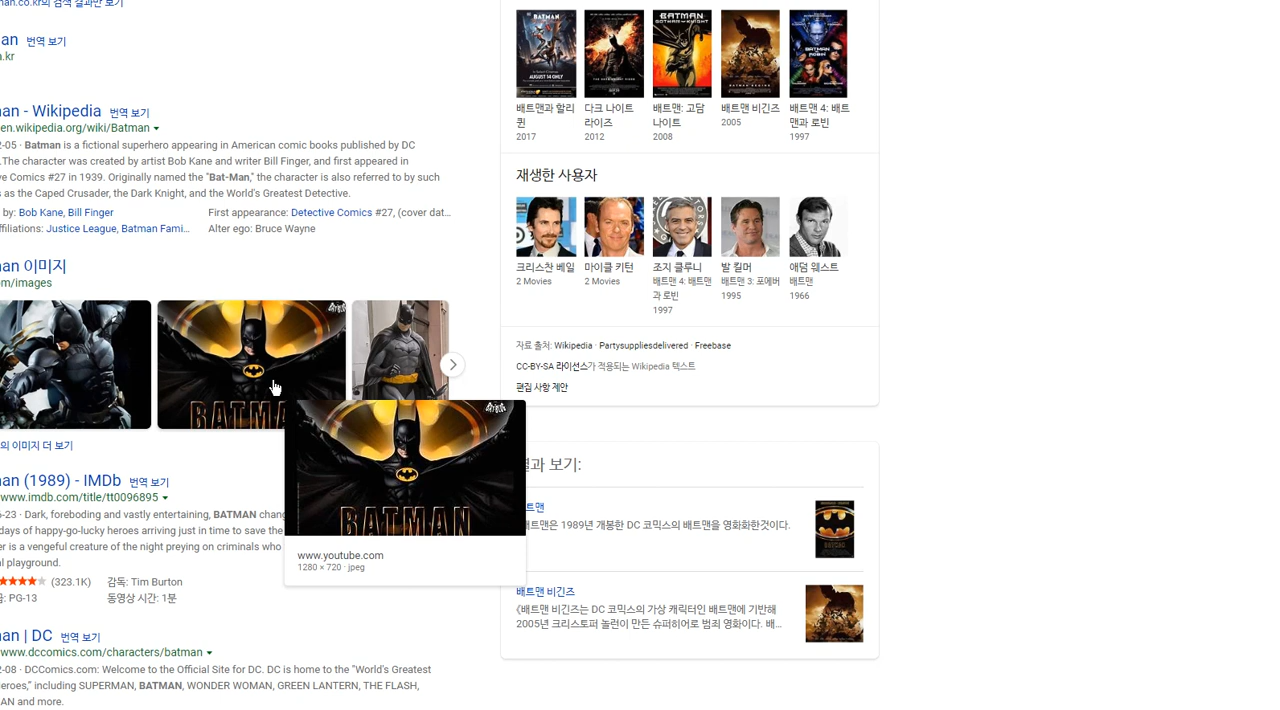 nan.co.kr의 검색 결과만 보기
an 번역 보기
.kr
nan - Wikipedia 번역 보기
en.wikipedia.org/wiki/Batman
2-05 · Batman is a fictional superhero appearing in American comic books published by DC
.The character was created by artist Bob Kane and writer Bill Finger, and first appeared in
ve Comics #27 in 1939. Originally named the "Bat-Man," the character is also referred to by such
s as the Caped Crusader, the Dark Knight, and the World's Greatest Detective.
by: Bob Kane, Bill Finger
First appearance: Detective Comics #27, (cover dat...
ffiliations: Justice League, Batman Fami...
Alter ego: Bruce Wayne
nan 이미지
om/images
BATMAN
의 이미지 더 보기
nan (1989) - IMDb 번역 보기
www.imdb.com/title/tt0096895
6-23 · Dark, foreboding and vastly entertaining, BATMAN chang
days of happy-go-lucky heroes arriving just in time to save the
er is a vengeful creature of the night preying on criminals who
al playground.
(323.1K)
감독: Tim Burton
급: PG-13
동영상 시간: 1분
nan | DC 번역 보기
www.dccomics.com/characters/batman
2-08 · DCComics.com: Welcome to the Official Site for DC. DC is home to the "World's Greatest
eroes," including SUPERMAN, BATMAN, WONDER WOMAN, GREEN LANTERN, THE FLASH,
AN and more.
BATMAN
www.youtube.com
1280 × 720 · jpeg
BATMAN
AUGUST 14 ONLY
BATMAN
배트맨과 할리
퀸
2017
다크 나이트
라이즈
2012
배트맨: 고담
나이트
2008
배트맨 비긴즈
2005
배트맨 4: 배트
맨과 로빈
1997
재생한 사용자
크리스찬 베일
2 Movies
마이클 키턴
2 Movies
조지 클루니
배트맨 4: 배트맨
과 로빈
1997
발 킬머
배트맨 3: 포에버
1995
애덤 웨스트
배트맨
1966
자료 출처: Wikipedia · Partysuppliesdelivered · Freebase
CC-BY-SA 라이선스가 적용되는 Wikipedia 텍스트
편집 사항 제안
결과 보기:
트맨
트맨은 1989년 개봉한 DC 코믹스의 배트맨을 영화화한것이다.
배트맨 비긴즈
《배트맨 비긴즈는 DC 코믹스의 가상 캐릭터인 배트맨에 기반해
2005년 크리스토퍼 놀런이 만든 슈퍼히어로 범죄 영화이다. 배...